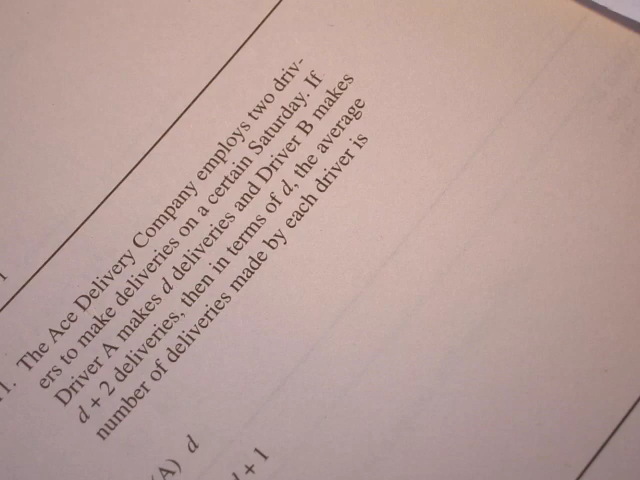 1. The Ace Delivery Company employs two driv-
ers to make deliveries on a certain Saturday. If
Driver A makes d deliveries and Driver B makes
d + 2 deliveries, then in terms of d, the average
number of deliveries made by each driver is
A) d
+ 1